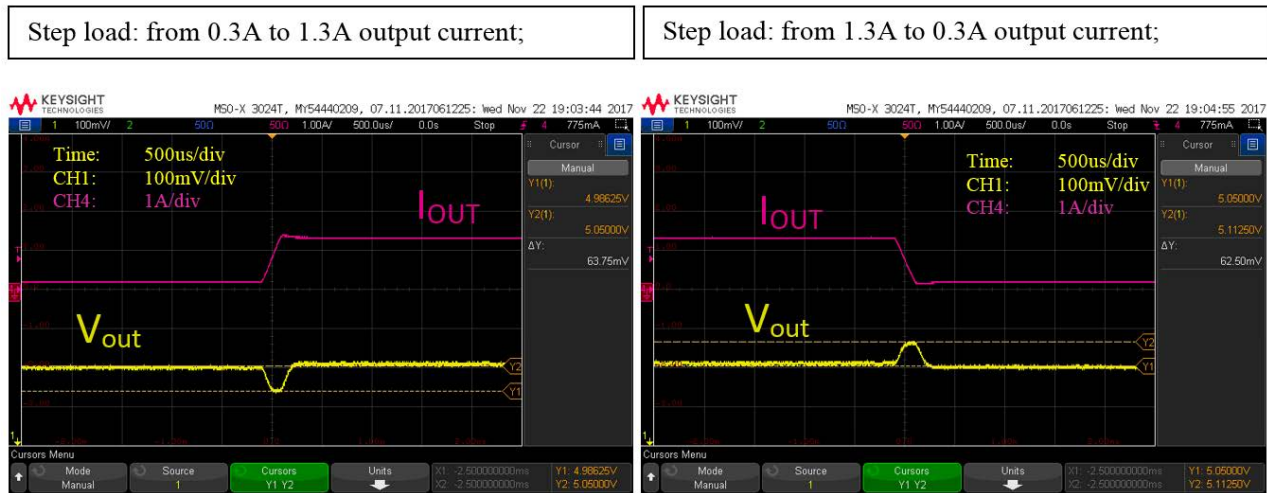 Step load: from 0.3A to 1.3A output current;
Step load: from 1.3A to 0.3A output current;
KEYSIGHT
TECHNOLOGIES
MSO-X 3024T, MY54440209, 07.11.2017061225: Wed Nov 22 19:03:44 2017
1 100mV/ 2 50Ω 50Ω 1.00A/ 500.0us/ 0.0s Stop 4 775mA
Time: 500us/div
CH1: 100mV/div
CH4: 1A/div
IOUT
Vout
Cursor
Manual
Y1(1):
4.98625V
Y2(1):
5.05000V
ΔY:
63.75mV
Y2
Y1
Cursors Menu
Mode
Manual
Source
1
Cursors
Y1 Y2
Units
X1: -2.500000000ms
X2: -2.500000000ms
Y1: 4.98625V
Y2: 5.05000V
KEYSIGHT
TECHNOLOGIES
MSO-X 3024T, MY54440209, 07.11.2017061225: Wed Nov 22 19:04:55 2017
1 100mV/ 2 50Ω 50Ω 1.00A/ 500.0us/ 0.0s Stop 4 775mA
Time: 500us/div
CH1: 100mV/div
CH4: 1A/div
IOUT
Vout
Cursor
Manual
Y1(1):
5.05000V
Y2(1):
5.11250V
ΔY:
62.50mV
Y2
Y1
Cursors Menu
Mode
Manual
Source
1
Cursors
Y1 Y2
Units
X1: -2.500000000ms
X2: -2.500000000ms
Y1: 5.05000V
Y2: 5.11250V